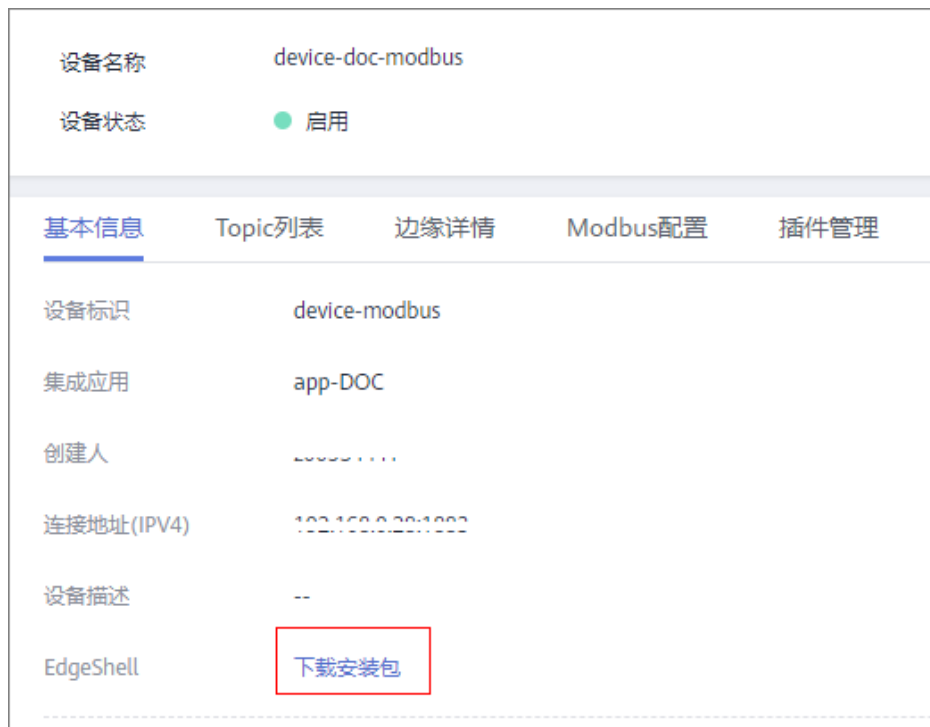 设备名称 device-doc-modbus
设备状态 启用
基本信息 Topic列表 边缘详情 Modbus配置 插件管理
设备标识 device-modbus
集成应用 app-DOC
创建人
连接地址(IPV4)
设备描述 --
EdgeShell 下载安装包